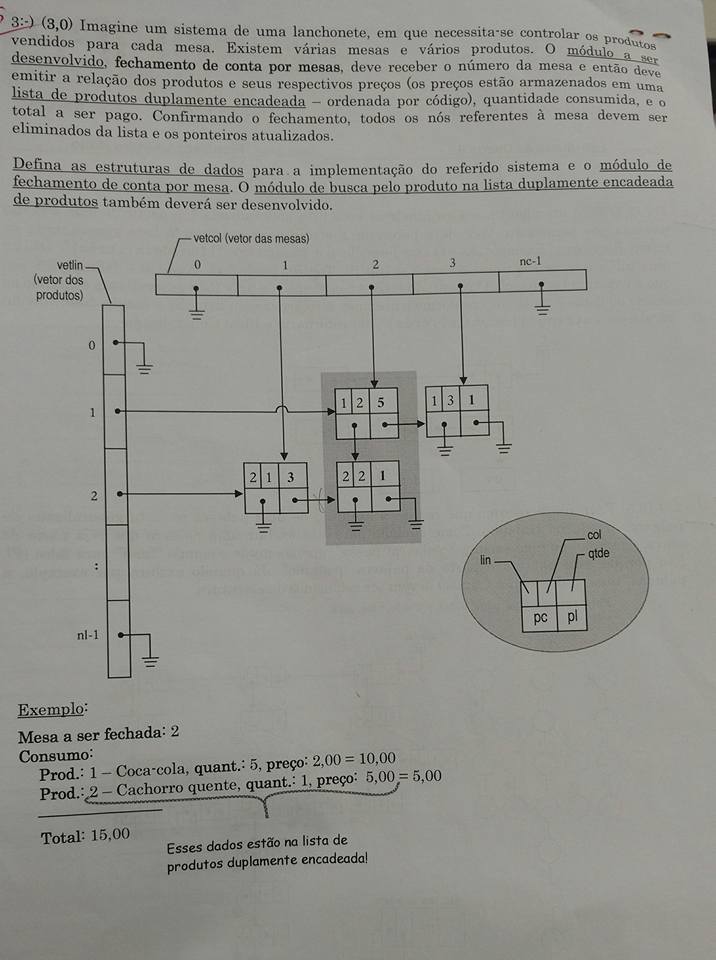 3:-) (3,0) Imagine um sistema de uma lanchonete, em que necessita-se controlar os produtos
vendidos para cada mesa. Existem várias mesas e vários produtos. O módulo a ser
desenvolvido, fechamento de conta por mesas, deve receber o número da mesa e então deve
emitir a relação dos produtos e seus respectivos preços (os preços estão armazenados em uma
lista de produtos duplamente encadeada – ordenada por código), quantidade consumida, e o
total a ser pago. Confirmando o fechamento, todos os nós referentes à mesa devem ser
eliminados da lista e os ponteiros atualizados.
Defina as estruturas de dados para a implementação do referido sistema e o módulo de
fechamento de conta por mesa. O módulo de busca pelo produto na lista duplamente encadeada
de produtos também deverá ser desenvolvido.
vetcol (vetor das mesas)
vetlin
(vetor dos
produtos)
0 1 2 3 nc-1
0
1
1 2 5
1 3 1
2
2 1 3
2 2 1
:
nl-1
lin
col
qtde
pc pl
Exemplo:
Mesa a ser fechada: 2
Consumo:
Prod.: 1 – Coca-cola, quant.: 5, preço: 2,00 = 10,00
Prod.: 2 – Cachorro quente, quant.: 1, preço: 5,00 = 5,00
Total: 15,00
Esses dados estão na lista de
produtos duplamente encadeada!